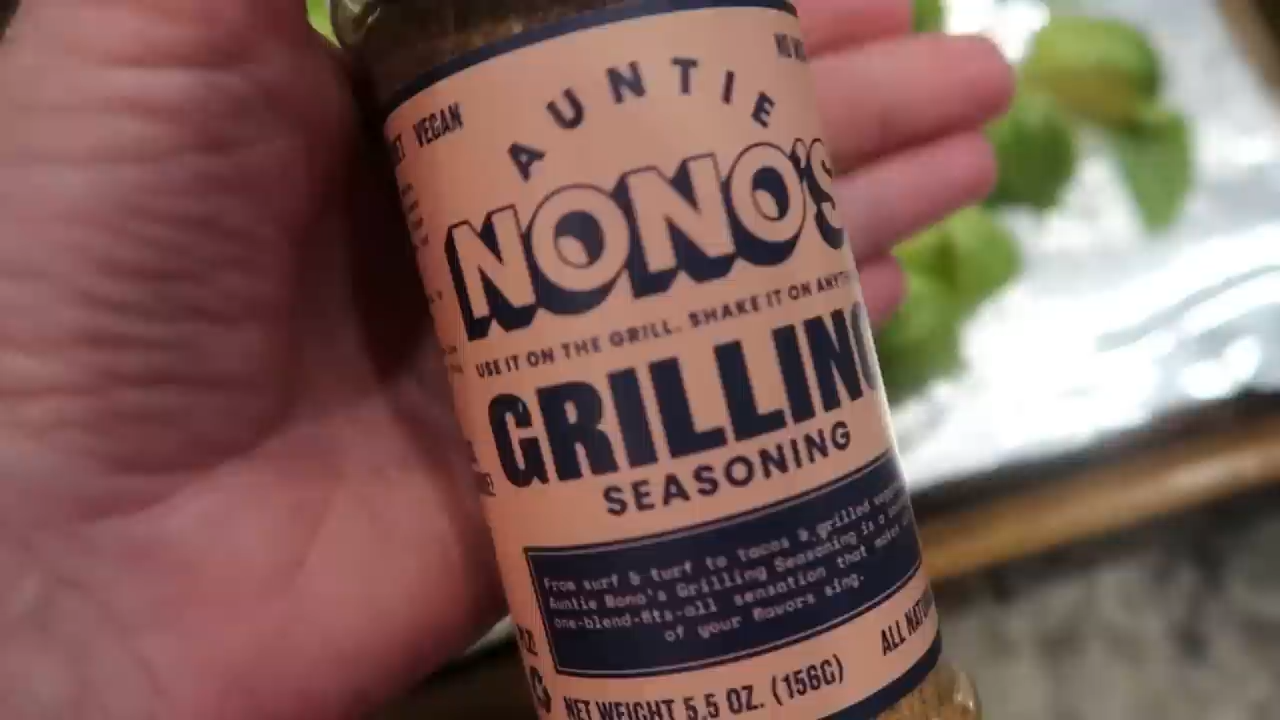 VEGAN
AUNTIE
NONO'S
USE IT ON THE GRILL. SHAKE IT ON
GRILLING
SEASONING
From surf & turf to tacos & grilled
Auntie Nono's Grilling Seasoning is a
one-blend-fits-all sensation that makes
of your flavors sing.
ALL
NET WEIGHT 5.5 OZ. (156G)